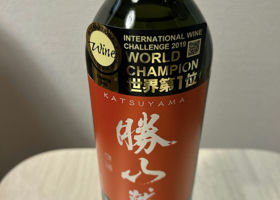 Wine
INTERNATIONAL WINE
CHALLENGE 2019
WORLD
CHAMPION
世界第1位
KATSUYAMA
勝山